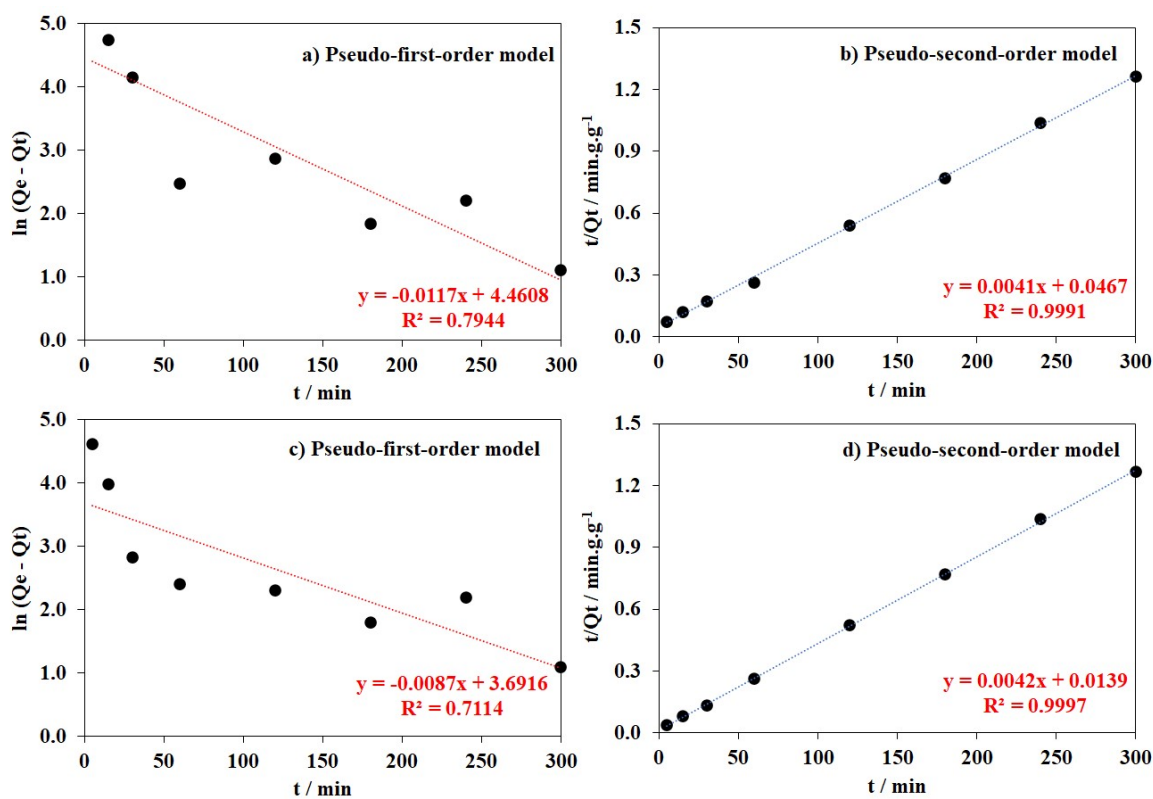 a) Pseudo-first-order model
ln (Qe - Qt)
5.0
4.0
3.0
2.0
1.0
0.0
y = -0.0117x + 4.4608
R² = 0.7944
0 50 100 150 200 250 300
t / min
b) Pseudo-second-order model
t/Qt / min.g.g⁻¹
1.5
1.2
0.9
0.6
0.3
0.0
y = 0.0041x + 0.0467
R² = 0.9991
0 50 100 150 200 250 300
t / min
c) Pseudo-first-order model
ln (Qe - Qt)
5.0
4.0
3.0
2.0
1.0
0.0
y = -0.0087x + 3.6916
R² = 0.7114
0 50 100 150 200 250 300
t / min
d) Pseudo-second-order model
t/Qt / min.g.g⁻¹
1.5
1.2
0.9
0.6
0.3
0.0
y = 0.0042x + 0.0139
R² = 0.9997
0 50 100 150 200 250 300
t / min